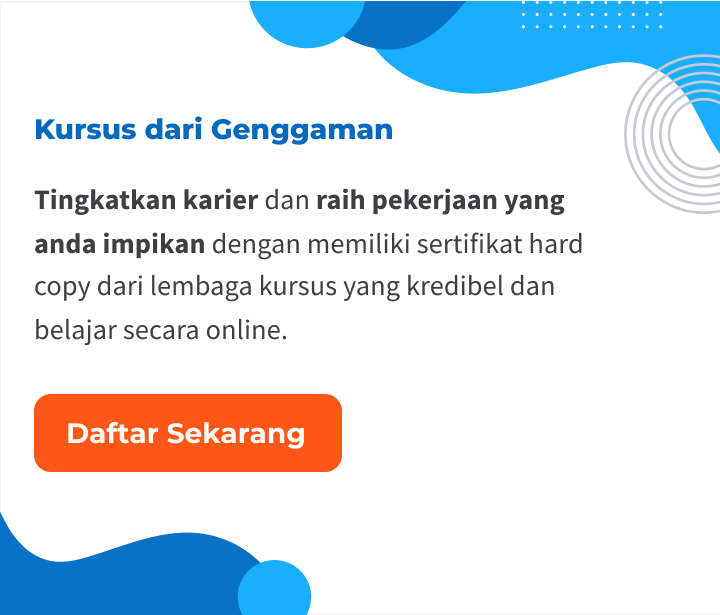 Kursus dari Genggaman
Tingkatkan karier dan raih pekerjaan yang
anda impikan dengan memiliki sertifikat hard
copy dari lembaga kursus yang kredibel dan
belajar secara online.
Daftar Sekarang